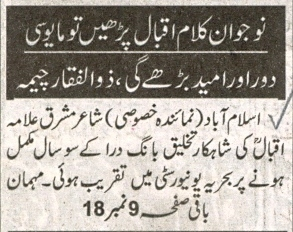 نوجوان کلام اقبال پڑھیں تو مایوسی
دور اور امید بڑھے گی، ذوالفقار چیمہ
اسلام آباد (نمائندہ خصوصی) شاعر مشرق علامہ
اقبالؒ کی شاہکار تخلیق بانگ درا کے سو سال مکمل
ہونے پر بحریہ یونیورسٹی میں تقریب ہوئی۔ مہمان
باقی صفحہ 9 نمبر 18